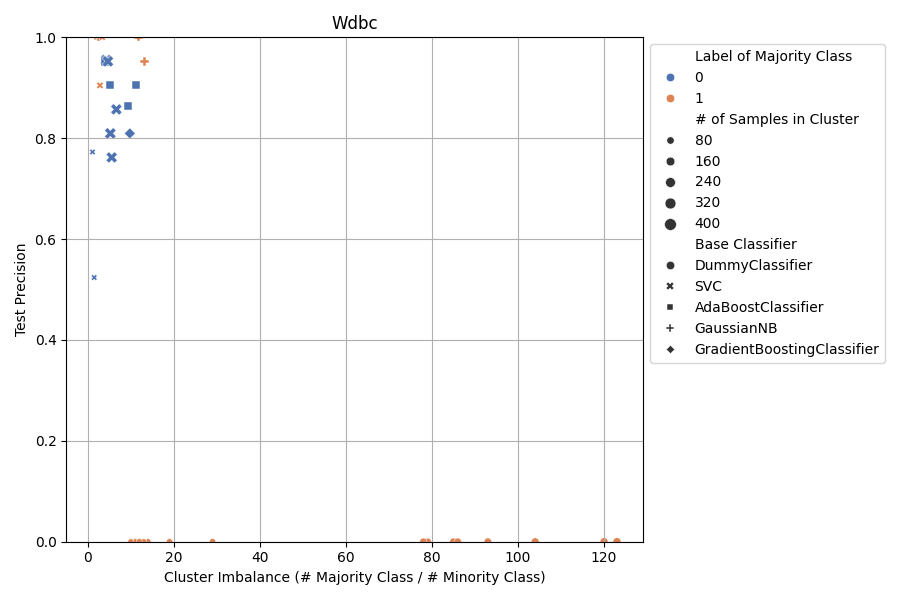 Wdbc
1.0
0.8
0.6
0.4
0.2
0.0
Test Precision
0 20 40 60 80 100 120
Cluster Imbalance (# Majority Class / # Minority Class)
Label of Majority Class
0
1
# of Samples in Cluster
80
160
240
320
400
Base Classifier
DummyClassifier
SVC
AdaBoostClassifier
GaussianNB
GradientBoostingClassifier